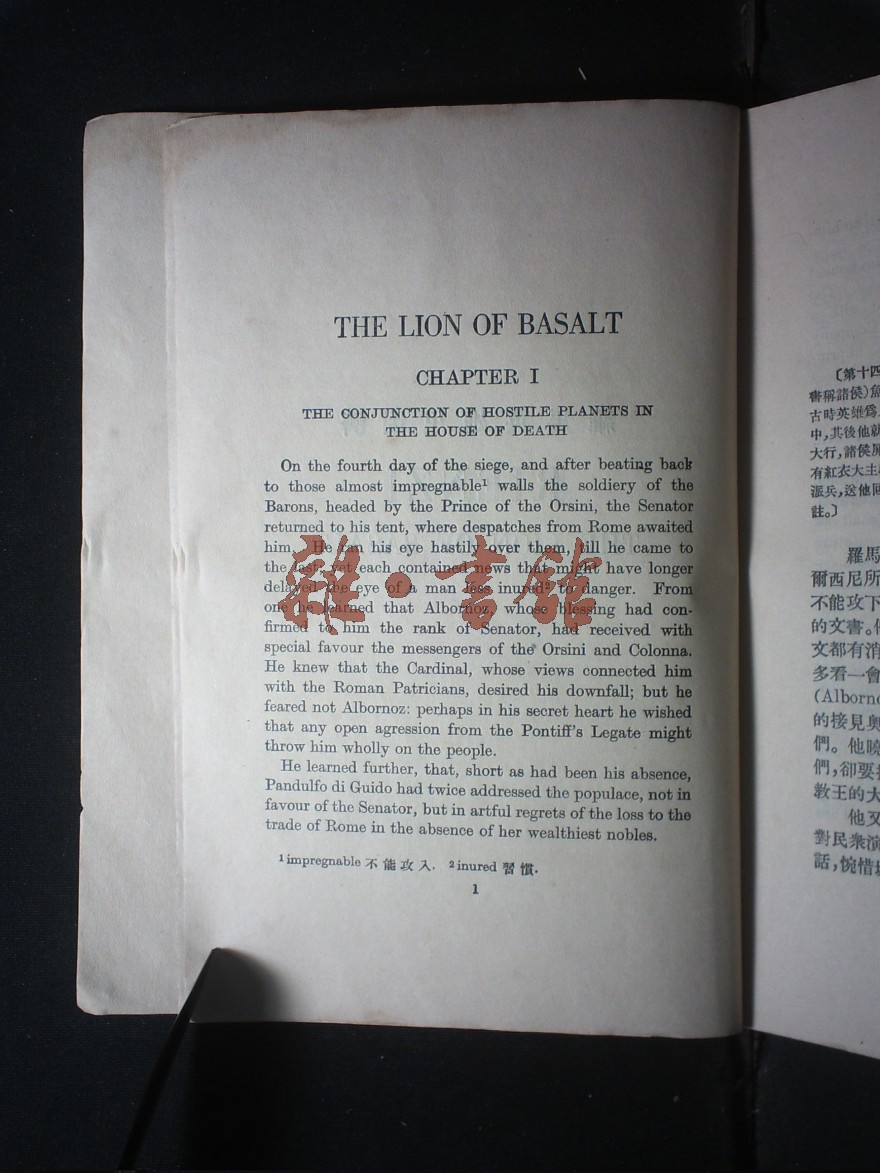 THE LION OF BASALT
CHAPTER I
THE CONJUNCTION OF HOSTILE PLANETS IN
THE HOUSE OF DEATH
On the fourth day of the siege, and after beating back
to those almost impregnable¹ walls the soldiery of the
Barons, headed by the Prince of the Orsini, the Senator
returned to his tent, where despatches from Rome awaited
him. He ran his eye hastily over them, till he came to
the last; yet each contained news that might have longer
delayed the eye of a man less inured² to danger. From
one he learned that Albornoz, whose blessing had con-
firmed to him the rank of Senator, had received with
special favour the messengers of the Orsini and Colonna.
He knew that the Cardinal, whose views connected him
with the Roman Patricians, desired his downfall; but he
feared not Albornoz: perhaps in his secret heart he wished
that any open agression from the Pontiff's Legate might
throw him wholly on the people.
He learned further, that, short as had been his absence,
Pandulfo di Guido had twice addressed the populace, not in
favour of the Senator, but in artful regrets of the loss to the
trade of Rome in the absence of her wealthiest nobles.
¹impregnable 不能攻入. ²inured 習慣.
1
雜·書館
〔第十四
書稱諸侯)魚
古時英雄爲
中,其後他就
大行,諸侯屏
有紅衣大主
派兵,送他回
註。〕
羅馬
爾西尼所
不能攻下
的文書。
文都有消
多看一會
(Alborno
的接見奧
們。他曉
們,卻要
敎王的大
他又
對民衆演
話,惋惜